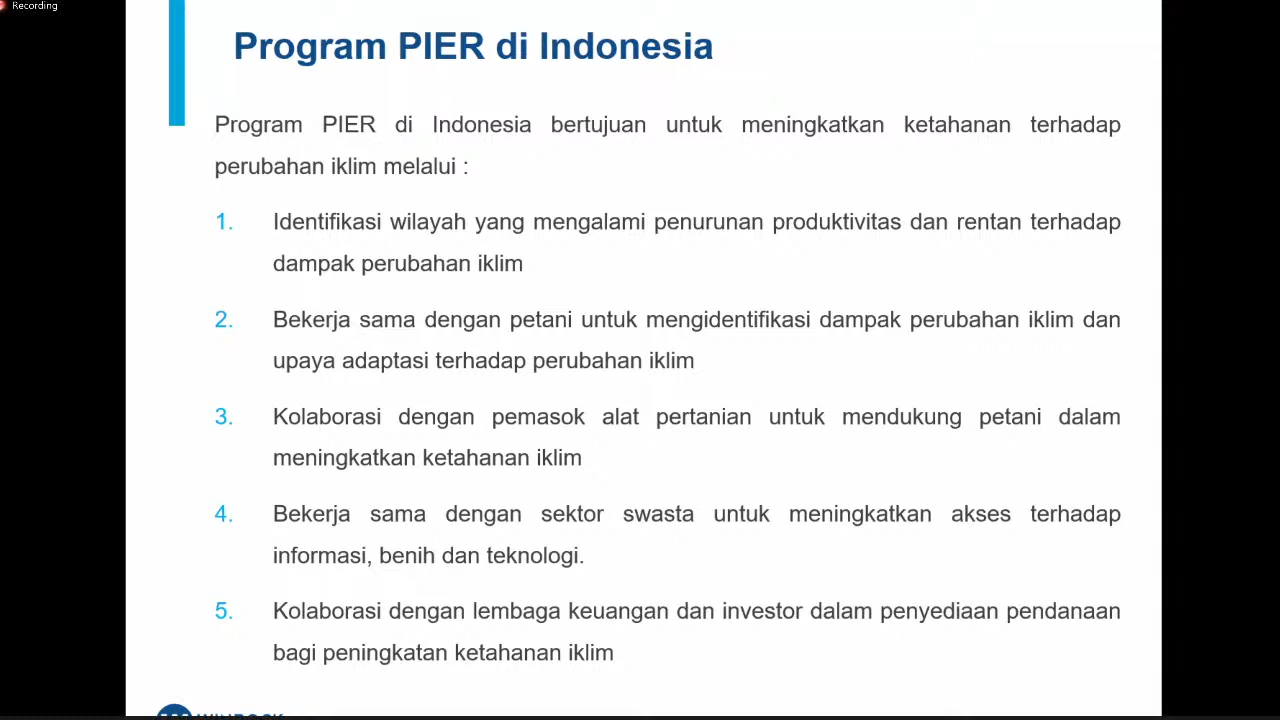 Recording
Program PIER di Indonesia
Program PIER di Indonesia bertujuan untuk meningkatkan ketahanan terhadap
perubahan iklim melalui :
1. Identifikasi wilayah yang mengalami penurunan produktivitas dan rentan terhadap
dampak perubahan iklim
2. Bekerja sama dengan petani untuk mengidentifikasi dampak perubahan iklim dan
upaya adaptasi terhadap perubahan iklim
3. Kolaborasi dengan pemasok alat pertanian untuk mendukung petani dalam
meningkatkan ketahanan iklim
4. Bekerja sama dengan sektor swasta untuk meningkatkan akses terhadap
informasi, benih dan teknologi.
5. Kolaborasi dengan lembaga keuangan dan investor dalam penyediaan pendanaan
bagi peningkatan ketahanan iklim